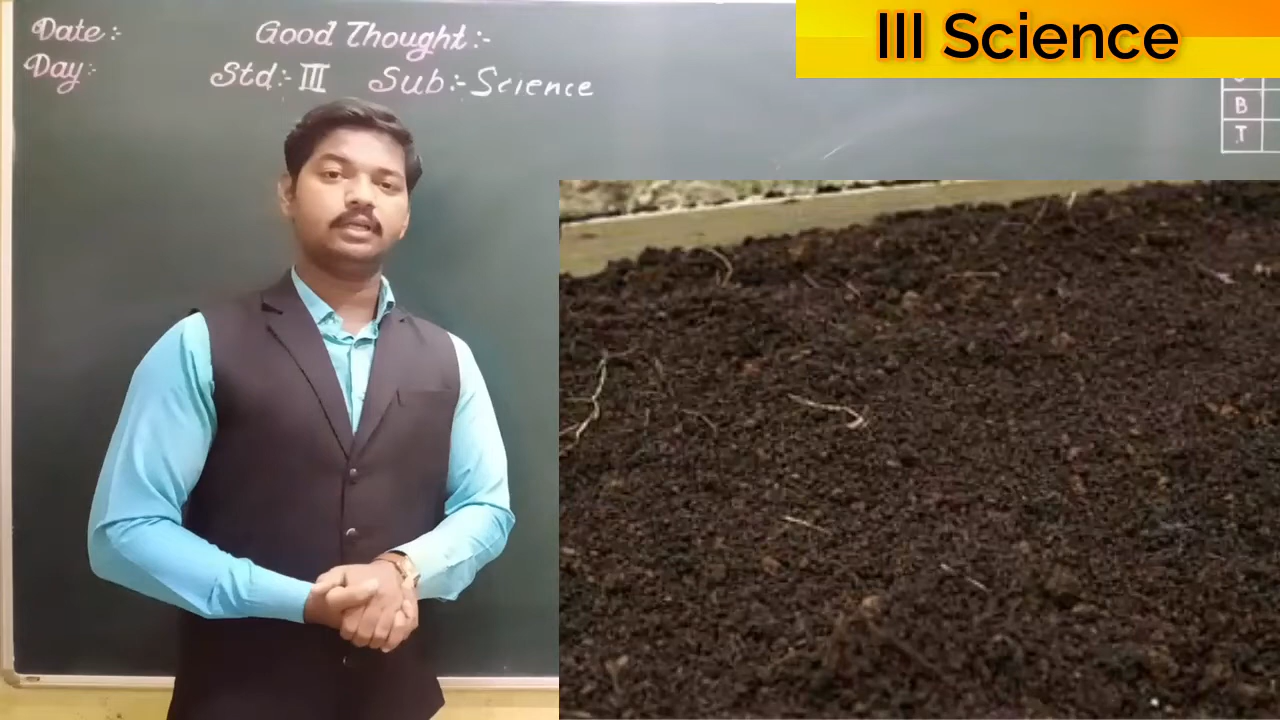 Date:-
Good Thought:-
III Science
Day:-
Std:- III Sub:- Science
B
T